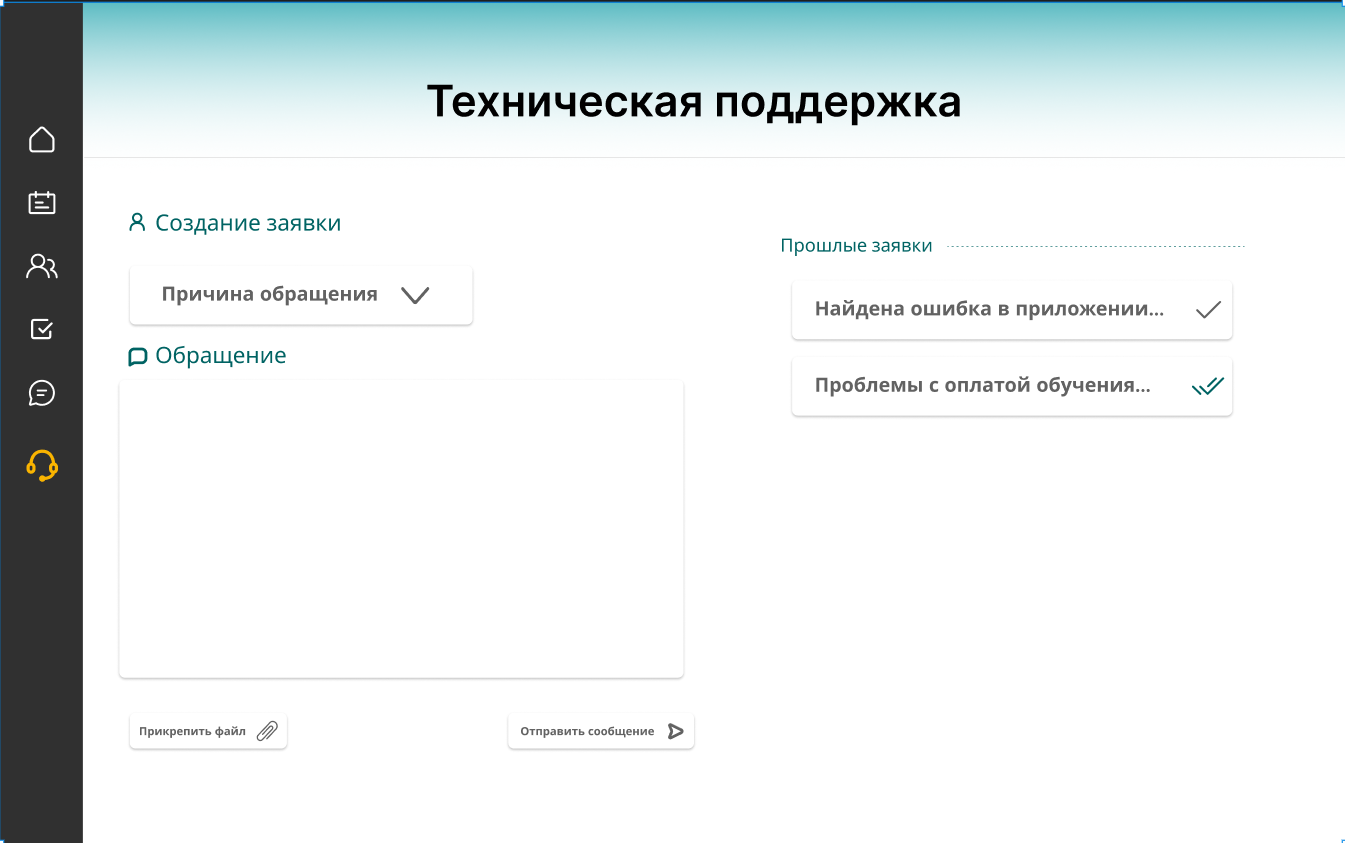 Техническая поддержка
Создание заявки
Причина обращения
Обращение
Прикрепить файл
Отправить сообщение
Прошлые заявки
Найдена ошибка в приложении...
Проблемы с оплатой обучения...